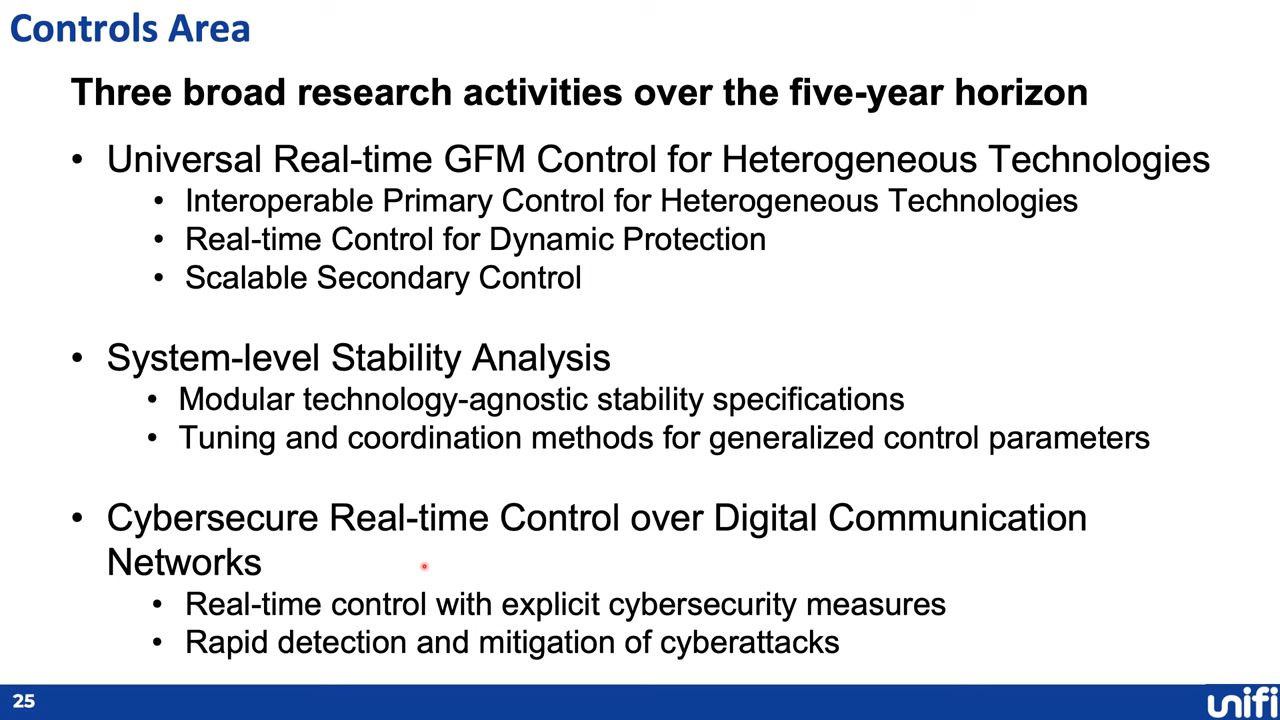 Controls Area
Three broad research activities over the five-year horizon
• Universal Real-time GFM Control for Heterogeneous Technologies
• Interoperable Primary Control for Heterogeneous Technologies
• Real-time Control for Dynamic Protection
• Scalable Secondary Control
• System-level Stability Analysis
• Modular technology-agnostic stability specifications
• Tuning and coordination methods for generalized control parameters
• Cybersecure Real-time Control over Digital Communication
Networks
• Real-time control with explicit cybersecurity measures
• Rapid detection and mitigation of cyberattacks
25
unifi